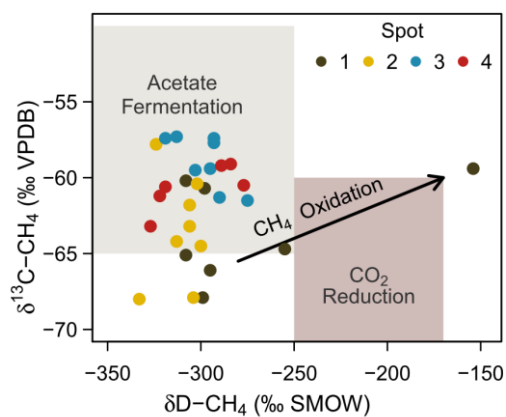 Spot
1 2 3 4
Acetate
Fermentation
CH₄ Oxidation
CO₂
Reduction
−55
−60
−65
−70
−350 −300 −250 −200 −150
δ¹³C−CH₄ (‰ VPDB)
δD−CH₄ (‰ SMOW)